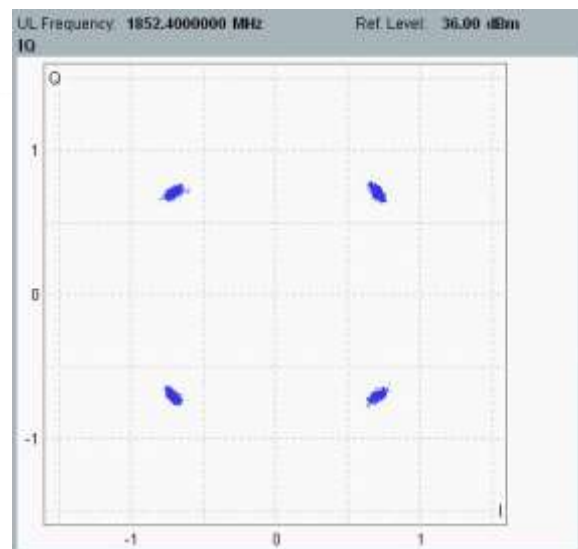 UL Frequency: 1852.4000000 MHz Ref. Level: 36.00 dBm
IQ
Q
1
0
-1
I
-1 0 1